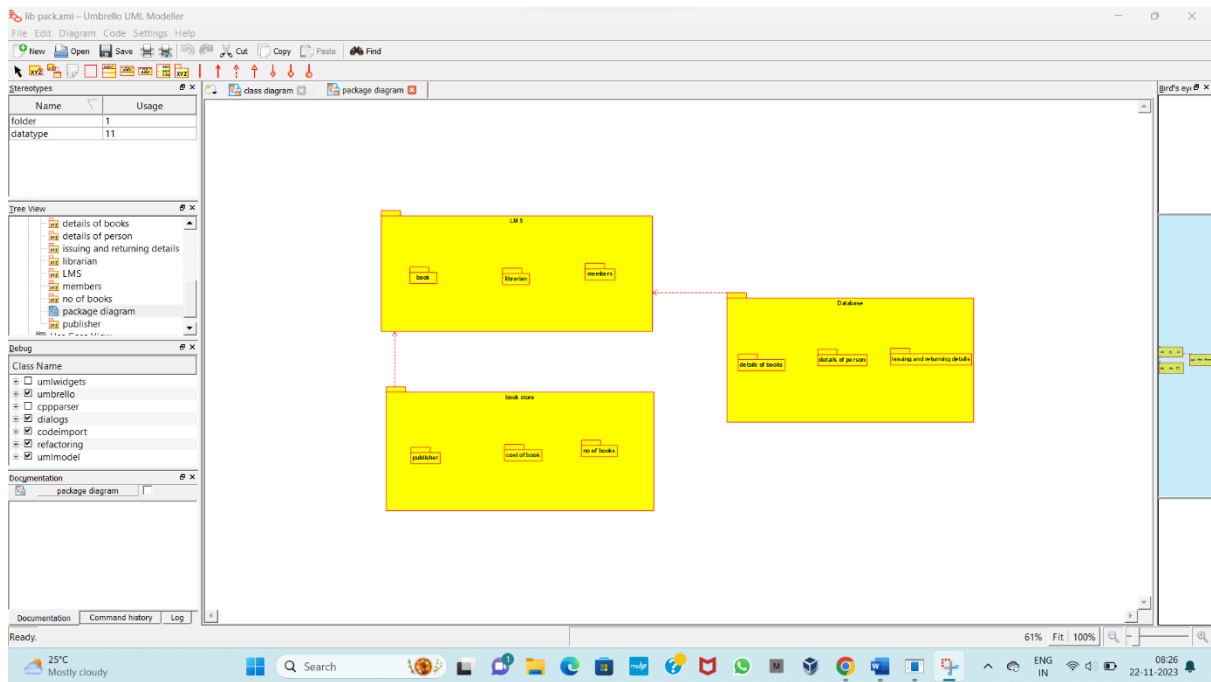 lib pack.xmi – Umbrello UML Modeller
File Edit Diagram Code Settings Help
New Open Save Cut Copy Paste Find
Stereotypes
Name Usage
folder 1
datatype 11
Tree View
details of books
details of person
issuing and returning details
librarian
LMS
members
no of books
package diagram
publisher
Debug
Class Name
umlwidgets
umbrello
cppparser
dialogs
codeimport
refactoring
umlmodel
Documentation
package diagram
Documentation Command history Log
class diagram package diagram
LMS
book librarian members
Database
details of books details of person issuing and returning details
book store
publisher cost of book no of books
Bird's eye
Ready.
61% Fit 100%
25°C
Mostly cloudy
Search
ENG
IN
08:26
22-11-2023